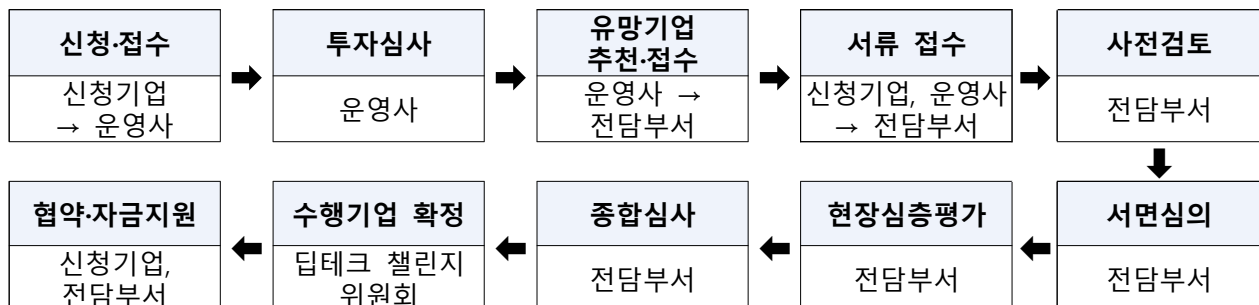 신청·접수
신청기업
→ 운영사
투자심사
운영사
유망기업
추천·접수
운영사 →
전담부서
서류 접수
신청기업, 운영사
→ 전담부서
사전검토
전담부서
서면심의
전담부서
현장심층평가
전담부서
종합심사
전담부서
수행기업 확정
딥테크 챌린지
위원회
협약·자금지원
신청기업,
전담부서